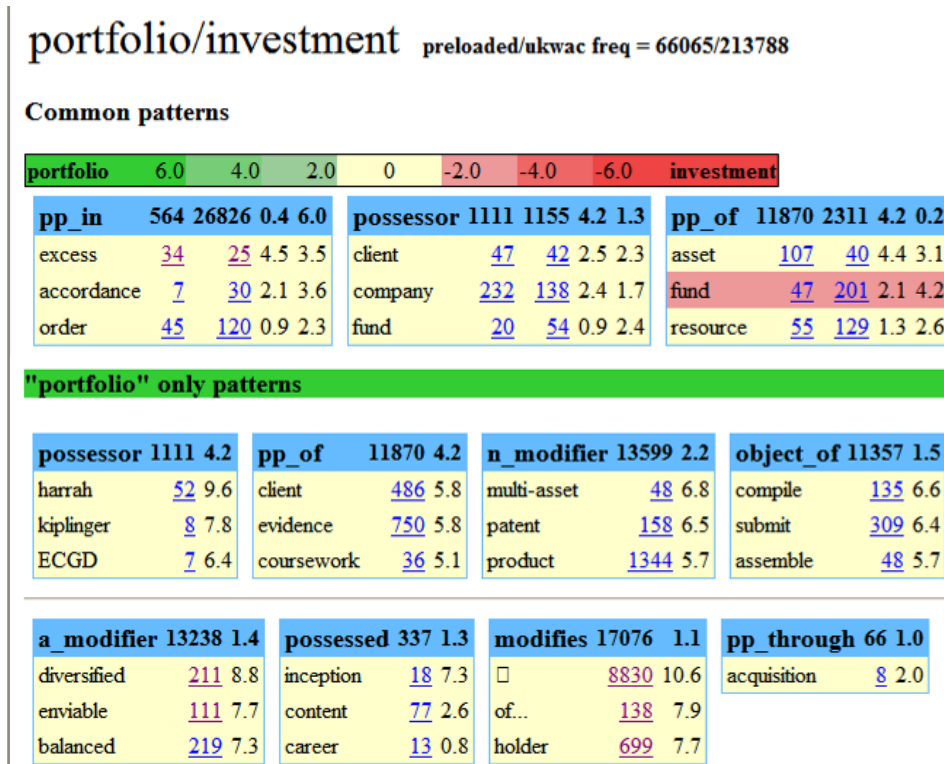 portfolio/investment preloaded/ukwac freq = 66065/213788
Common patterns
portfolio 6.0 4.0 2.0 0 -2.0 -4.0 -6.0 investment
pp_in 564 26826 0.4 6.0
excess 34 25 4.5 3.5
accordance 7 30 2.1 3.6
order 45 120 0.9 2.3
possessor 1111 1155 4.2 1.3
client 47 42 2.5 2.3
company 232 138 2.4 1.7
fund 20 54 0.9 2.4
pp_of 11870 2311 4.2 0.2
asset 107 40 4.4 3.1
fund 47 201 2.1 4.2
resource 55 129 1.3 2.6
"portfolio" only patterns
possessor 1111 4.2
harrah 52 9.6
kiplinger 8 7.8
ECGD 7 6.4
pp_of 11870 4.2
client 486 5.8
evidence 750 5.8
coursework 36 5.1
n_modifier 13599 2.2
multi-asset 48 6.8
patent 158 6.5
product 1344 5.7
object_of 11357 1.5
compile 135 6.6
submit 309 6.4
assemble 48 5.7
a_modifier 13238 1.4
diversified 211 8.8
enviable 111 7.7
balanced 219 7.3
possessed 337 1.3
inception 18 7.3
content 77 2.6
career 13 0.8
modifies 17076 1.1
□ 8830 10.6
of... 138 7.9
holder 699 7.7
pp_through 66 1.0
acquisition 8 2.0